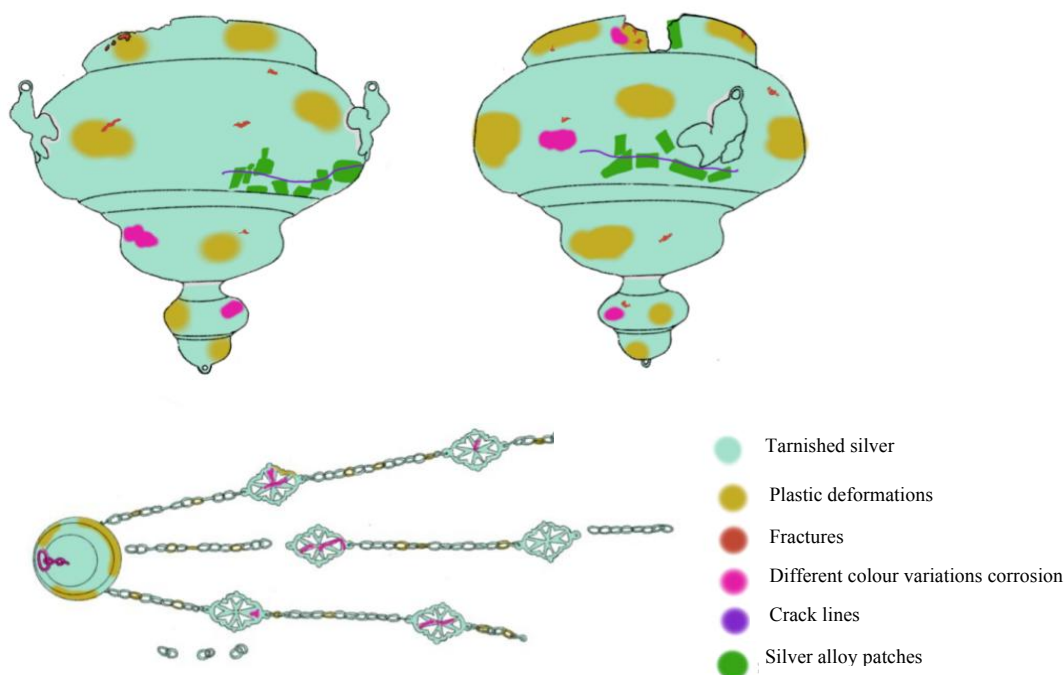 Tarnished silver
Plastic deformations
Fractures
Different colour variations corrosion
Crack lines
Silver alloy patches